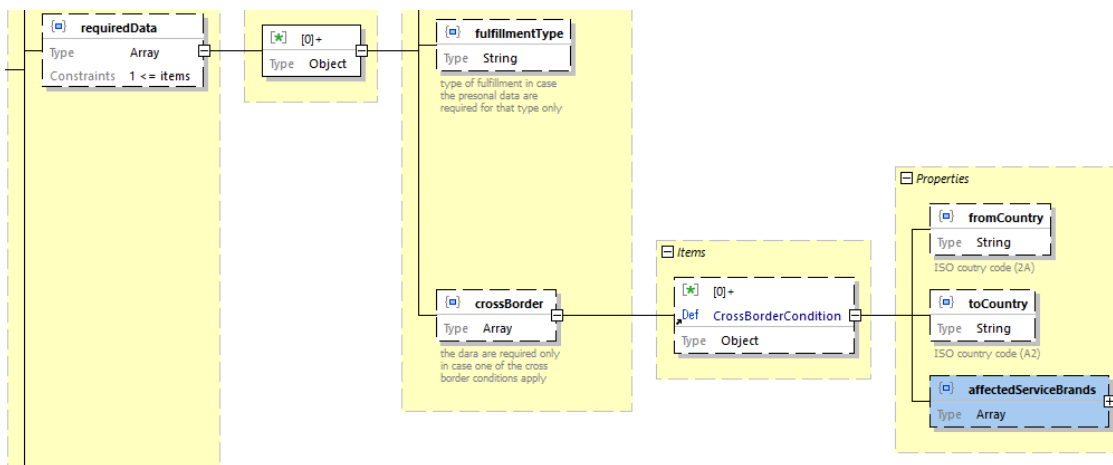 requiredData
Type Array
Constraints 1 <= items
[0]+
Type Object
fulfillmentType
Type String
type of fulfillment in case
the presonal data are
required for that type only
crossBorder
Type Array
the dara are required only
in case one of the cross
border conditions apply
Items
[0]+
Def CrossBorderCondition
Type Object
Properties
fromCountry
Type String
ISO coutry code (2A)
toCountry
Type String
ISO country code (A2)
affectedServiceBrands
Type Array